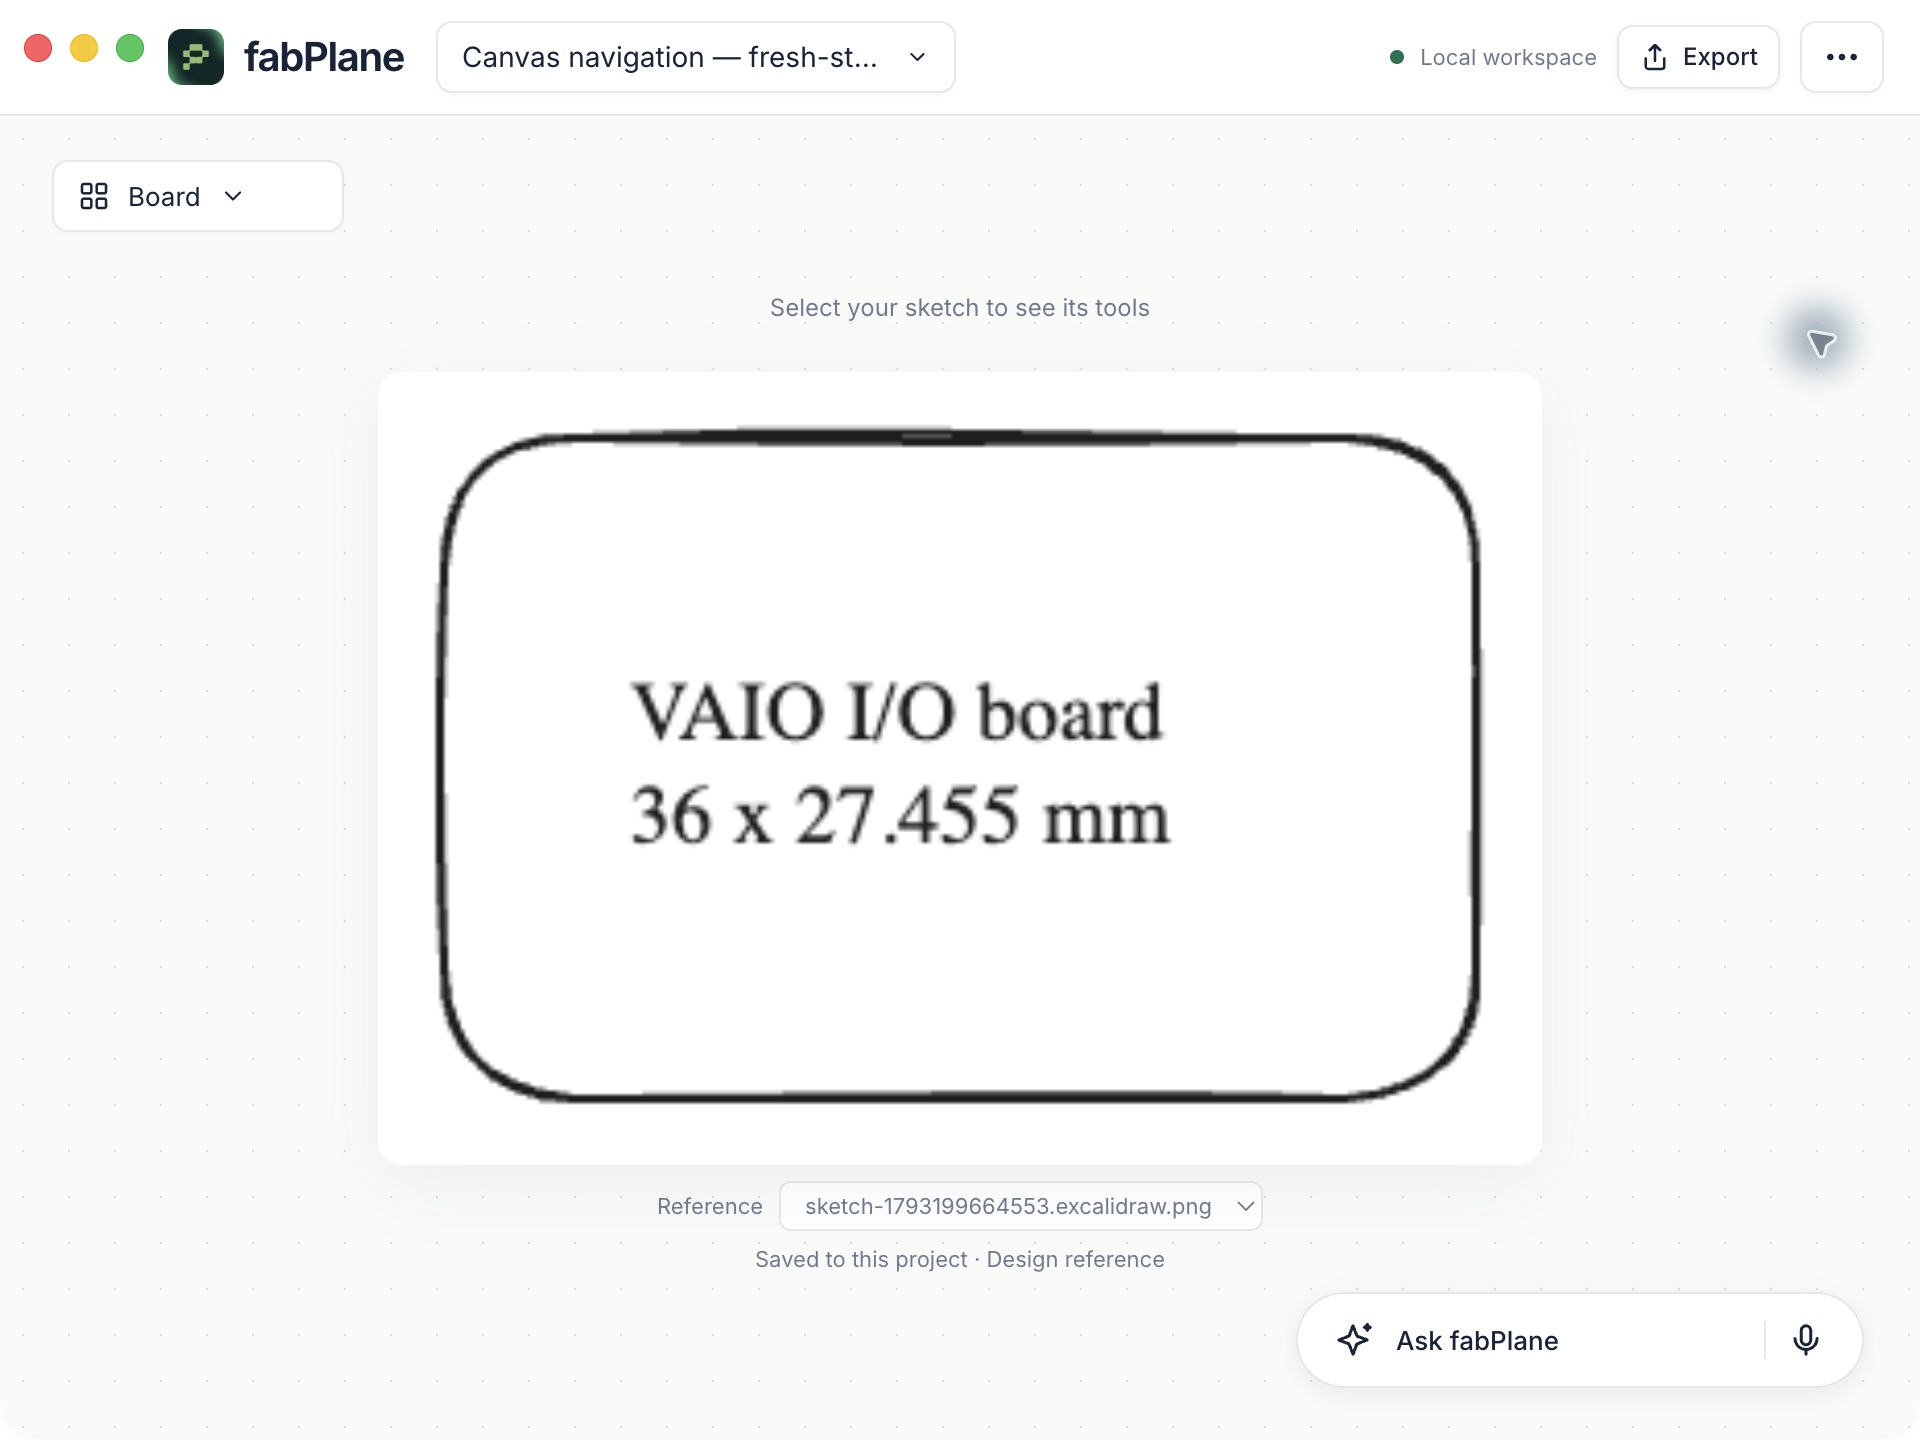 fabPlane
Canvas navigation — fresh-st...
Local workspace
Export
Board
Select your sketch to see its tools
VAIO I/O board
36 x 27.455 mm
Reference
sketch-1793199664553.excalidraw.png
Saved to this project · Design reference
Ask fabPlane